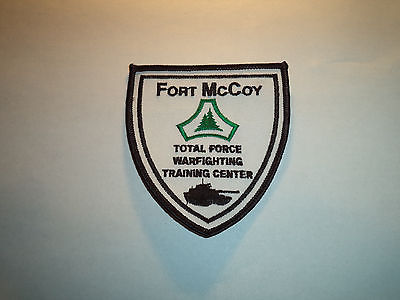 FORT MCCOY
TOTAL FORCE
WARFIGHTING
TRAINING CENTER